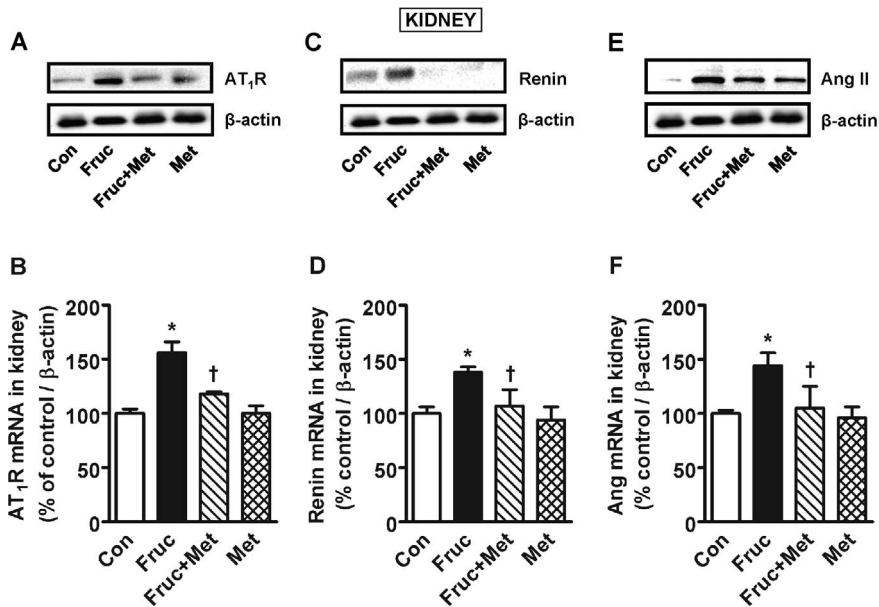 KIDNEY
A
AT₁R
β-actin
Con
Fruc
Fruc+Met
Met
C
Renin
β-actin
Con
Fruc
Fruc+Met
Met
E
Ang II
β-actin
Con
Fruc
Fruc+Met
Met
B
AT₁R mRNA in kidney
(% of control / β-actin)
200
150
100
50
0
*
†
Con
Fruc
Fruc+Met
Met
D
Renin mRNA in kidney
(% control / β-actin)
200
150
100
50
0
*
†
Con
Fruc
Fruc+Met
Met
F
Ang mRNA in kidney
(% control / β-actin)
200
150
100
50
0
*
†
Con
Fruc
Fruc+Met
Met